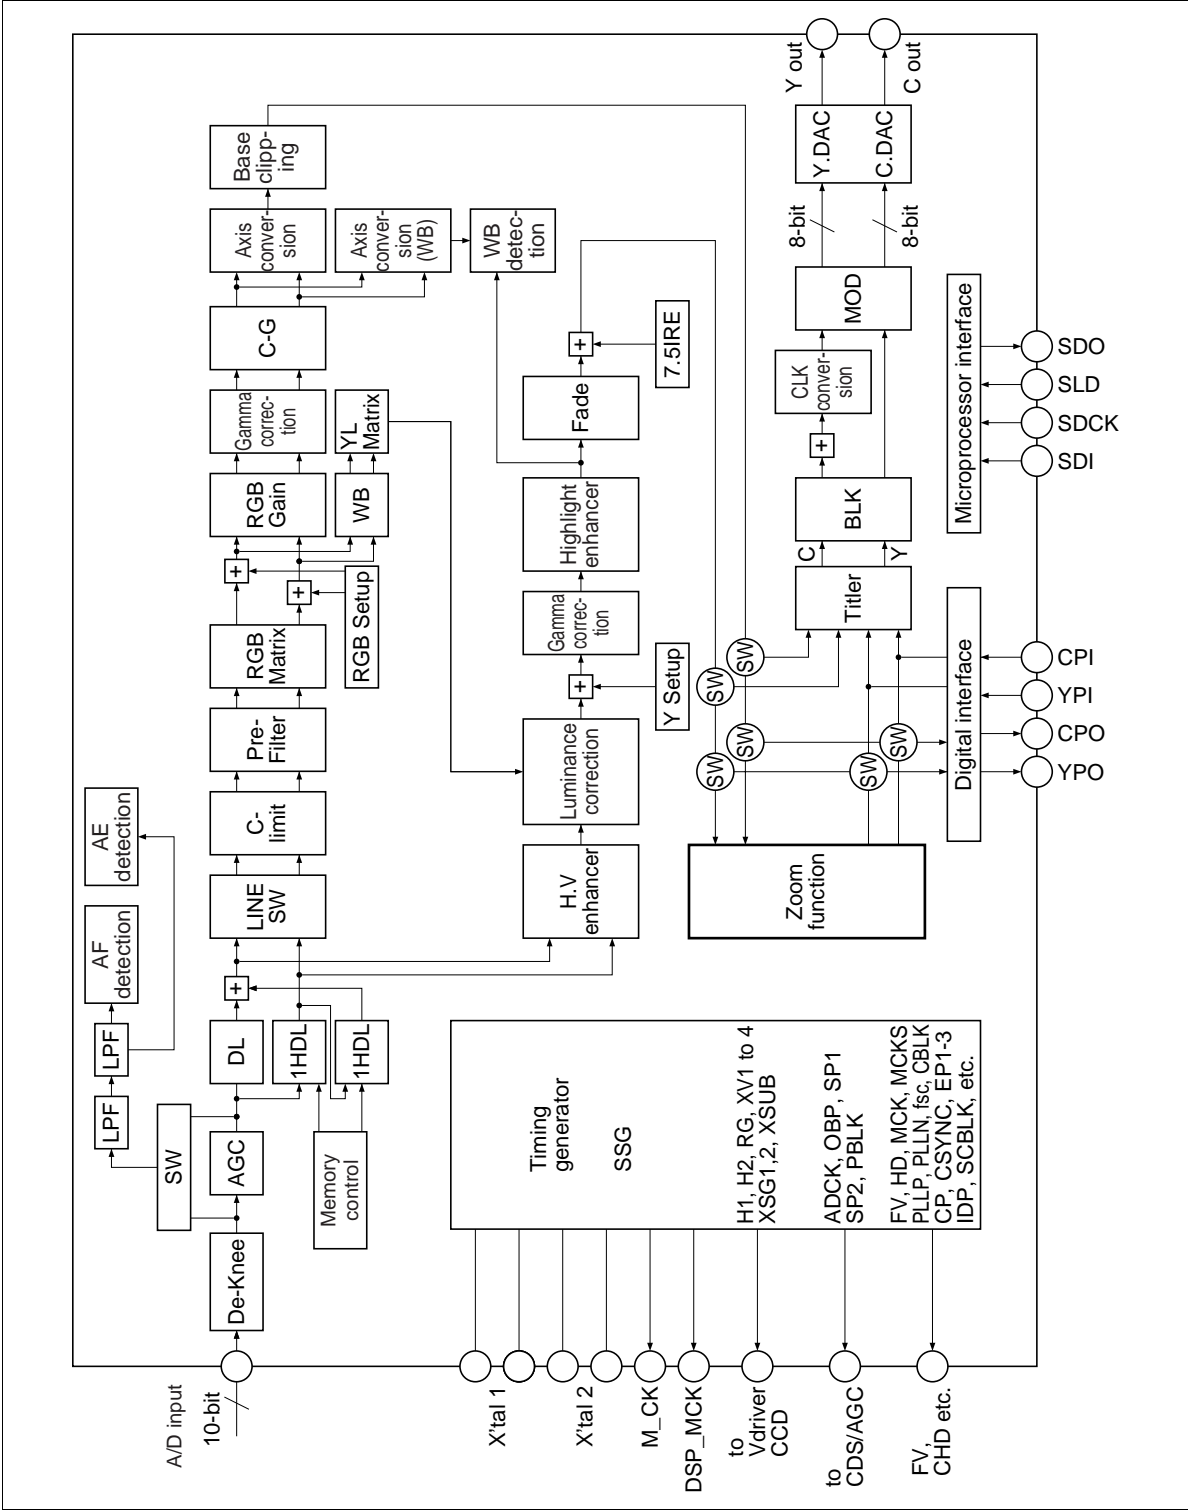 A/D input
10-bit
De-Knee
SW
AGC
LPF
LPF
AF
detection
AE
detection
DL
1HDL
1HDL
Memory
control
+
LINE
SW
C-
limit
Pre-
Filter
RGB
Matrix
+
+
RGB Setup
RGB
Gain
WB
YL
Matrix
Gamma
correc-
tion
C-G
Axis
conver-
sion
Axis
conver-
sion
(WB)
Base
clipp-
ing
WB
detec-
tion
H.V
enhancer
Luminance
correction
+
Y Setup
Gamma
correc-
tion
Highlight
enhancer
Fade
+
7.5IRE
Zoom
function
SW
SW
SW
SW
SW
SW
Titler
C
Y
BLK
+
CLK
conver-
sion
MOD
8-bit
8-bit
Y.DAC
C.DAC
Y out
C out
Digital interface
CPI
YPI
CPO
YPO
Microprocessor interface
SDO
SLD
SDCK
SDI
Timing
generator
SSG
H1, H2, RG, XV1 to 4
XSG1,2, XSUB
ADCK, OBP, SP1
SP2, PBLK
FV, HD, MCK, MCKS
PLLP, PLLN, fsc, CBLK
CP, CSYNC, EP1-3
IDP, SCBLK, etc.
X'tal 1
X'tal 2
M_CK
DSP_MCK
to
Vdriver
CCD
to
CDS/AGC
FV,
CHD etc.